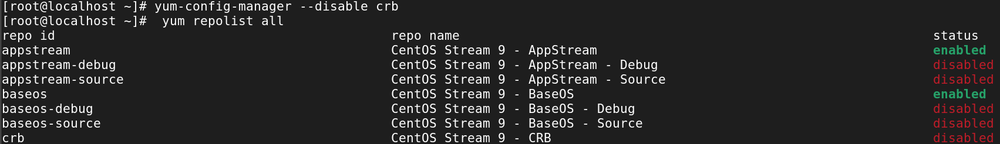 [root@localhost ~]# yum-config-manager --disable crb
[root@localhost ~]#  yum repolist all
repo id repo name status
appstream CentOS Stream 9 - AppStream enabled
appstream-debug CentOS Stream 9 - AppStream - Debug disabled
appstream-source CentOS Stream 9 - AppStream - Source disabled
baseos CentOS Stream 9 - BaseOS enabled
baseos-debug CentOS Stream 9 - BaseOS - Debug disabled
baseos-source CentOS Stream 9 - BaseOS - Source disabled
crb CentOS Stream 9 - CRB disabled